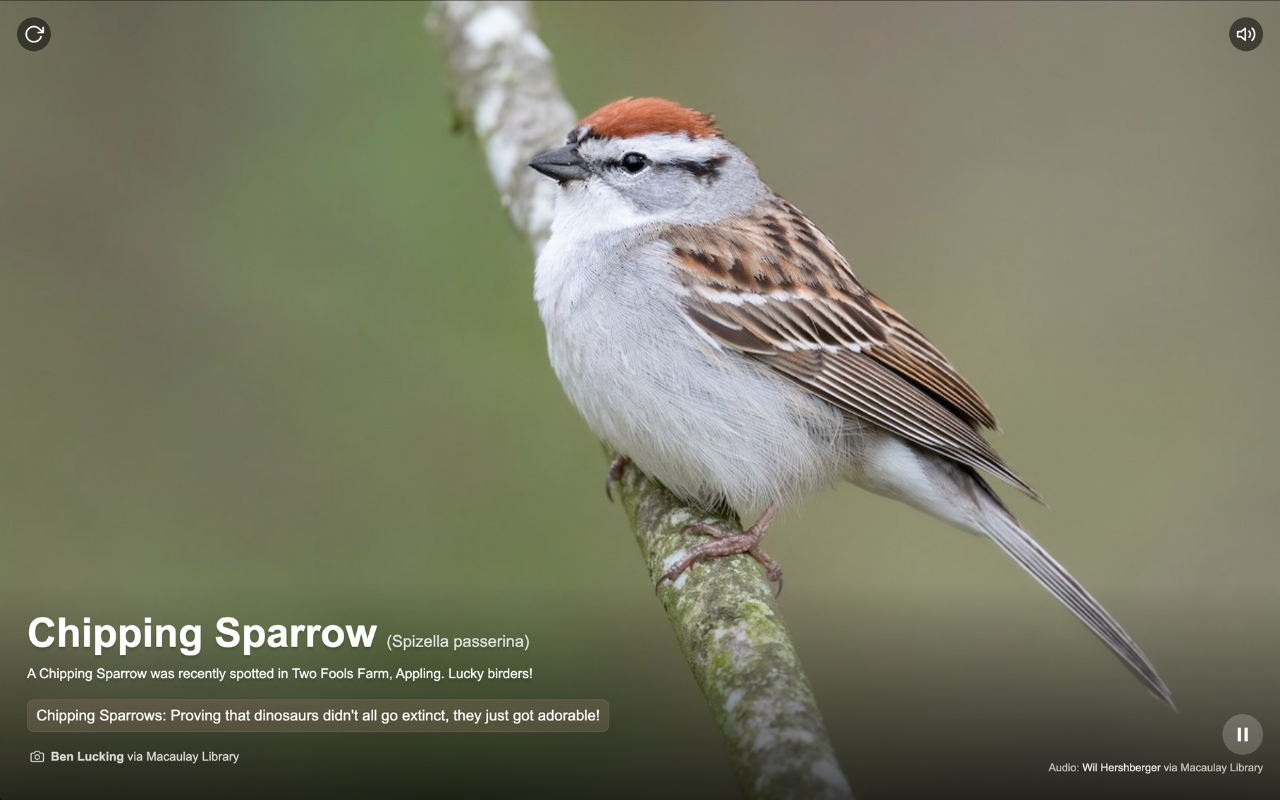 Chipping Sparrow (Spizella passerina)
A Chipping Sparrow was recently spotted in Two Fools Farm, Appling. Lucky birders!
Chipping Sparrows: Proving that dinosaurs didn't all go extinct, they just got adorable!
Ben Lucking via Macaulay Library
Audio: Wil Hershberger via Macaulay Library